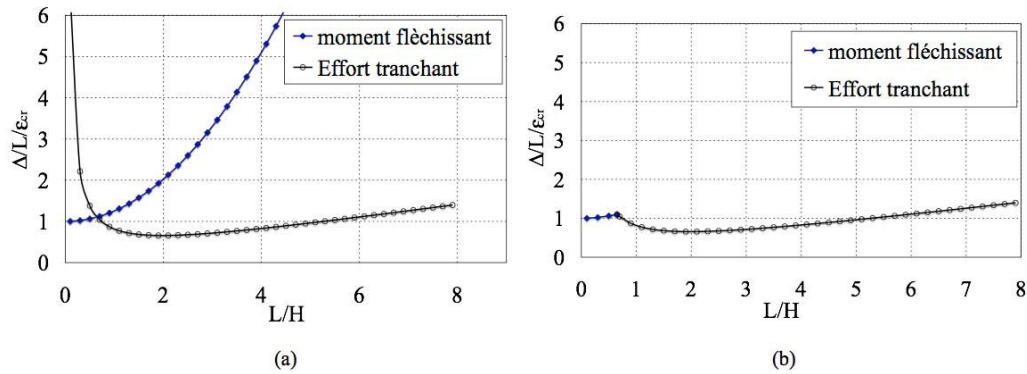 6
5
4
3
2
1
0
Δ/L/εcr
moment flèchissant
Effort tranchant
0 2 4 6 8
L/H
(a)
6
5
4
3
2
1
0
Δ/L/εcr
moment fléchissant
Effort tranchant
0 1 2 3 4 5 6 7 8
L/H
(b)